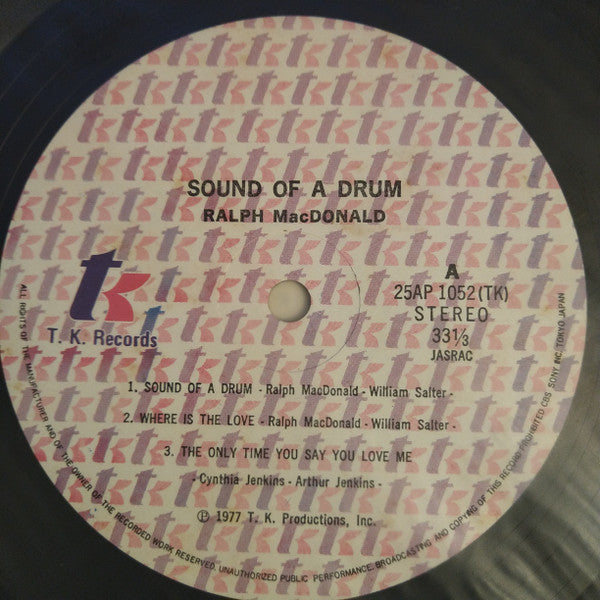 SOUND OF A DRUM
RALPH MacDONALD
tk
T. K. Records
A
25AP 1052(TK)
STEREO
33 1/3
JASRAC
1. SOUND OF A DRUM - Ralph MacDonald - William Salter -
2. WHERE IS THE LOVE - Ralph MacDonald - William Salter -
3. THE ONLY TIME YOU SAY YOU LOVE ME
- Cynthia Jenkins - Arthur Jenkins -
Ⓟ 1977 T. K. Productions, Inc.
ALL RIGHTS OF THE MANUFACTURER AND OF THE OWNER OF THE RECORDED WORK RESERVED. UNAUTHORIZED PUBLIC PERFORMANCE, BROADCASTING AND COPYING OF THIS RECORD PROHIBITED CBS/SONY INC. TOKYO JAPAN